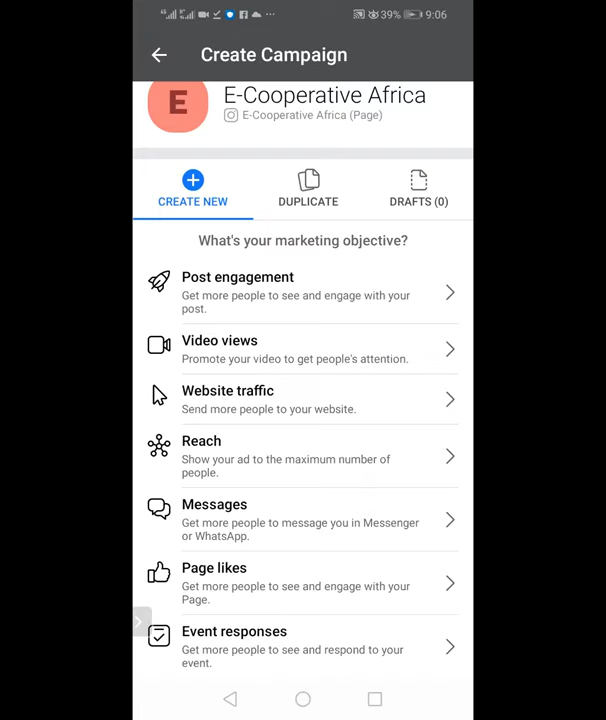 39% 9:06
Create Campaign
E
E-Cooperative Africa
E-Cooperative Africa (Page)
CREATE NEW
DUPLICATE
DRAFTS (0)
What's your marketing objective?
Post engagement
Get more people to see and engage with your
post.
Video views
Promote your video to get people's attention.
Website traffic
Send more people to your website.
Reach
Show your ad to the maximum number of
people.
Messages
Get more people to message you in Messenger
or WhatsApp.
Page likes
Get more people to see and engage with your
Page.
Event responses
Get more people to see and respond to your
event.